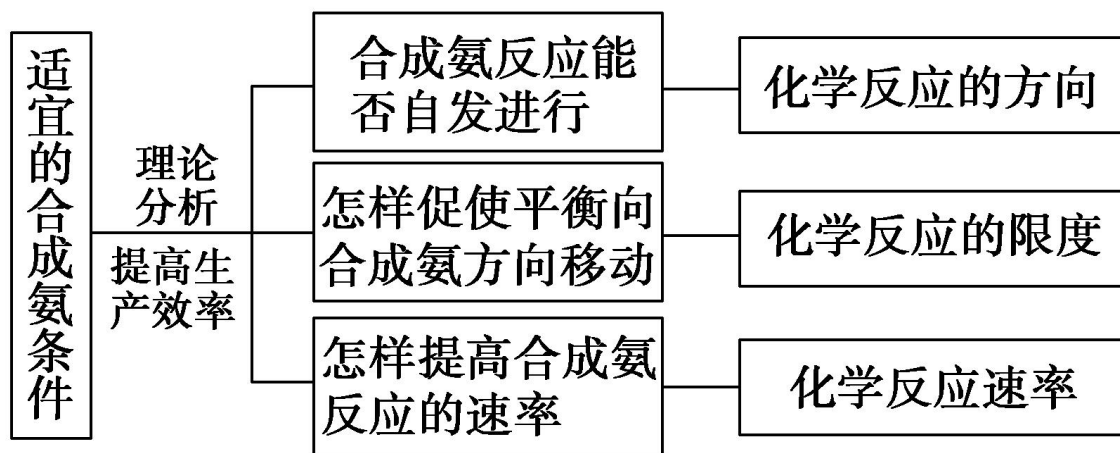 适宜的合成氨条件
理论
分析
提高生
产效率
合成氨反应能
否自发进行
化学反应的方向
怎样促使平衡向
合成氨方向移动
化学反应的限度
怎样提高合成氨
反应的速率
化学反应速率